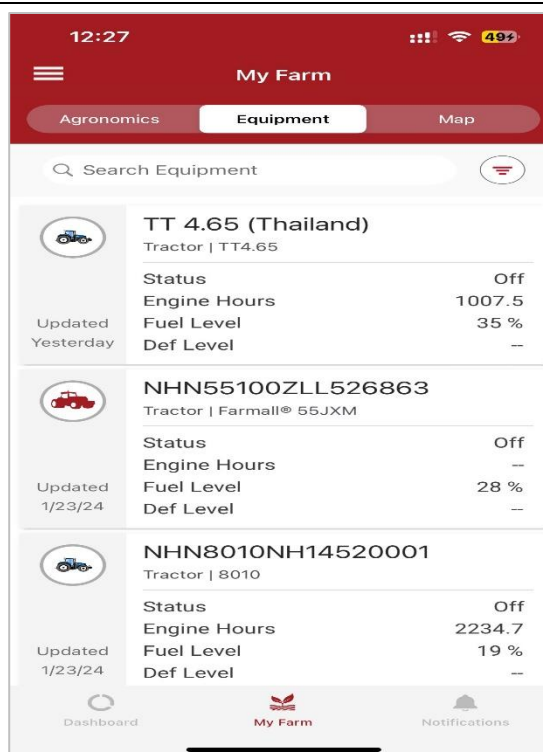 12:27
49
My Farm
Agronomics Equipment Map
Search Equipment
TT 4.65 (Thailand)
Tractor | TT4.65
Status Off
Engine Hours 1007.5
Updated Fuel Level 35 %
Yesterday Def Level --
NHN55100ZLL526863
Tractor | Farmall® 55JXM
Status Off
Engine Hours --
Updated Fuel Level 28 %
1/23/24 Def Level --
NHN8010NH14520001
Tractor | 8010
Status Off
Engine Hours 2234.7
Updated Fuel Level 19 %
1/23/24 Def Level --
Dashboard My Farm Notifications